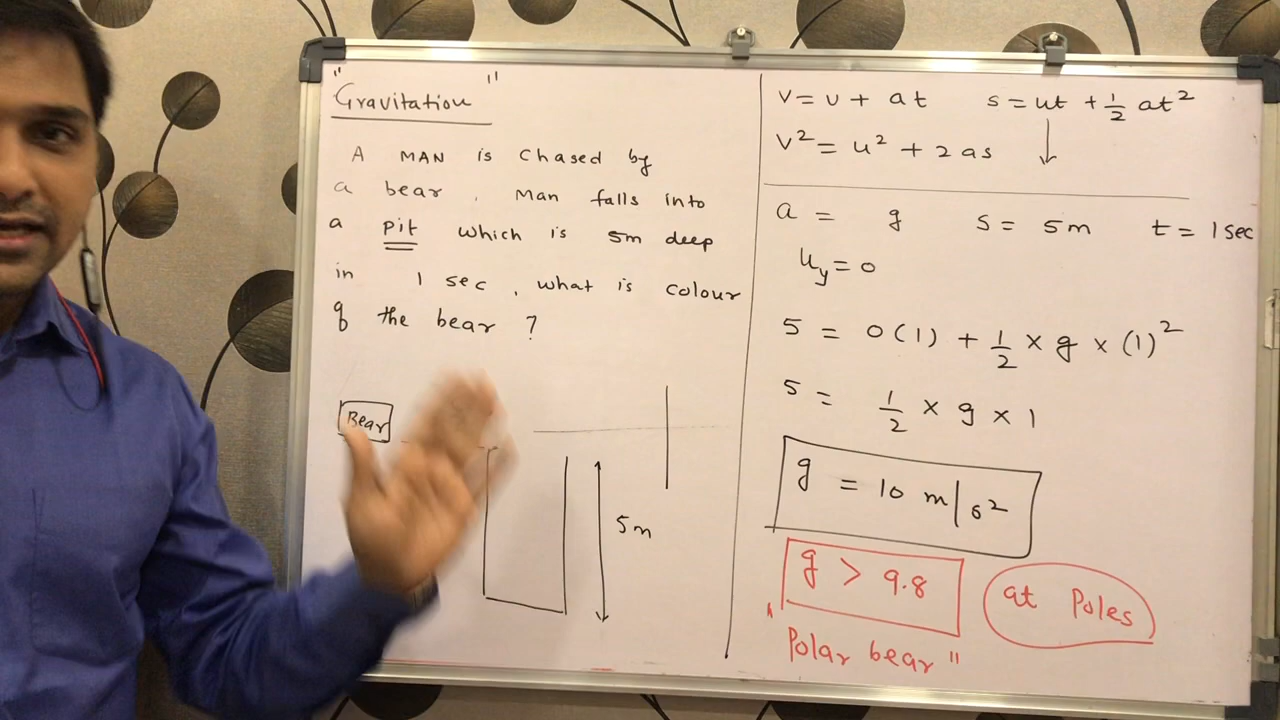 "Gravitation"
A MAN is chased by
a bear. Man falls into
a pit which is 5m deep
in 1 sec, what is colour
of the bear ?
Bear
5m
v = u + at   s = ut + 1/2 at²
v² = u² + 2as
a = g   s = 5m   t = 1sec
u_y = 0
5 = 0(1) + 1/2 × g × (1)²
5 = 1/2 × g × 1
g = 10 m/s²
g > 9.8   at Poles
"Polar bear"